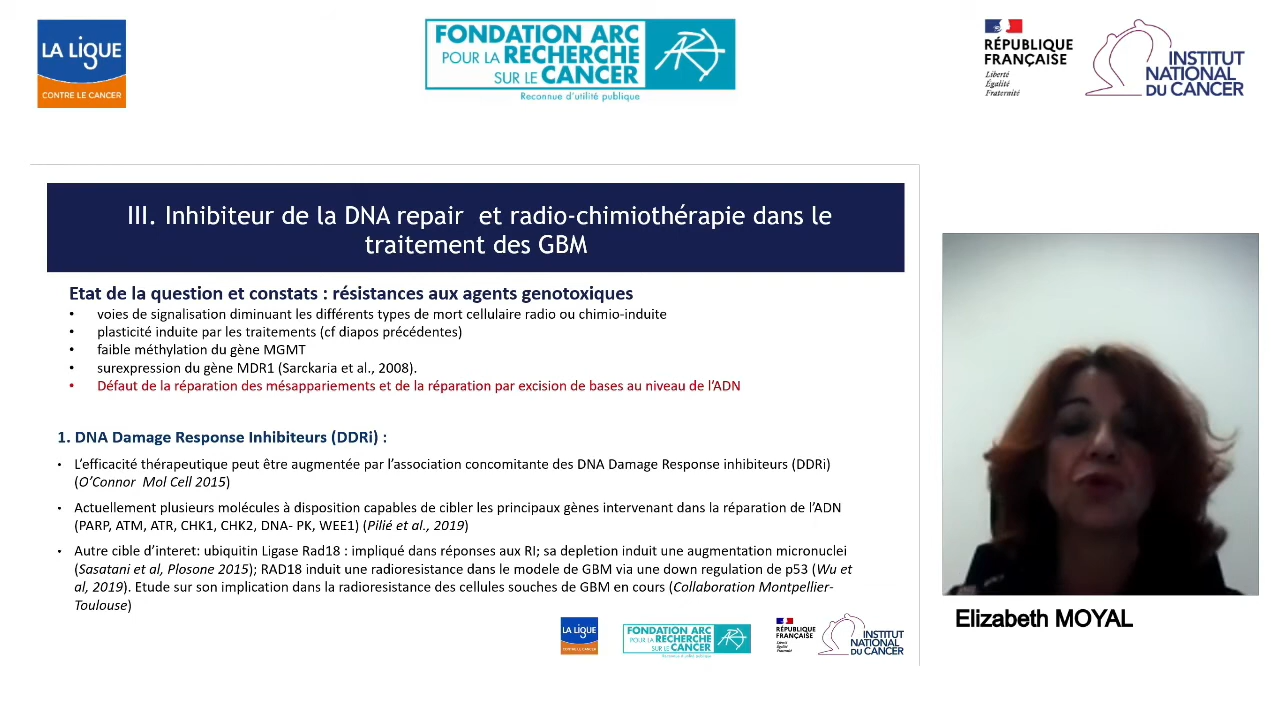 LA LIGUE
CONTRE LE CANCER
FONDATION ARC
POUR LA RECHERCHE
SUR LE CANCER
Reconnue d'utilité publique
ARC
RÉPUBLIQUE
FRANÇAISE
Liberté
Égalité
Fraternité
INSTITUT
NATIONAL
DU CANCER
III. Inhibiteur de la DNA repair et radio-chimiothérapie dans le
traitement des GBM
Etat de la question et constats : résistances aux agents genotoxiques
• voies de signalisation diminuant les différents types de mort cellulaire radio ou chimio-induite
• plasticité induite par les traitements (cf diapos précédentes)
• faible méthylation du gène MGMT
• surexpression du gène MDR1 (Sarckaria et al., 2008).
• Défaut de la réparation des mésappariements et de la réparation par excision de bases au niveau de l'ADN
1. DNA Damage Response Inhibiteurs (DDRi) :
• L'efficacité thérapeutique peut être augmentée par l'association concomitante des DNA Damage Response inhibiteurs (DDRi)
(O'Connor Mol Cell 2015)
• Actuellement plusieurs molécules à disposition capables de cibler les principaux gènes intervenant dans la réparation de l'ADN
(PARP, ATM, ATR, CHK1, CHK2, DNA- PK, WEE1) (Pilié et al., 2019)
• Autre cible d'interet: ubiquitin Ligase Rad18 : impliqué dans réponses aux RI; sa depletion induit une augmentation micronuclei
(Sasatani et al, Plosone 2015); RAD18 induit une radioresistance dans le modele de GBM via une down regulation de p53 (Wu et
al, 2019). Etude sur son implication dans la radioresistance des cellules souches de GBM en cours (Collaboration Montpellier-
Toulouse)
LA LIGUE
CONTRE LE CANCER
FONDATION ARC
POUR LA RECHERCHE
SUR LE CANCER
RÉPUBLIQUE
FRANÇAISE
INSTITUT
NATIONAL
DU CANCER
Elizabeth MOYAL